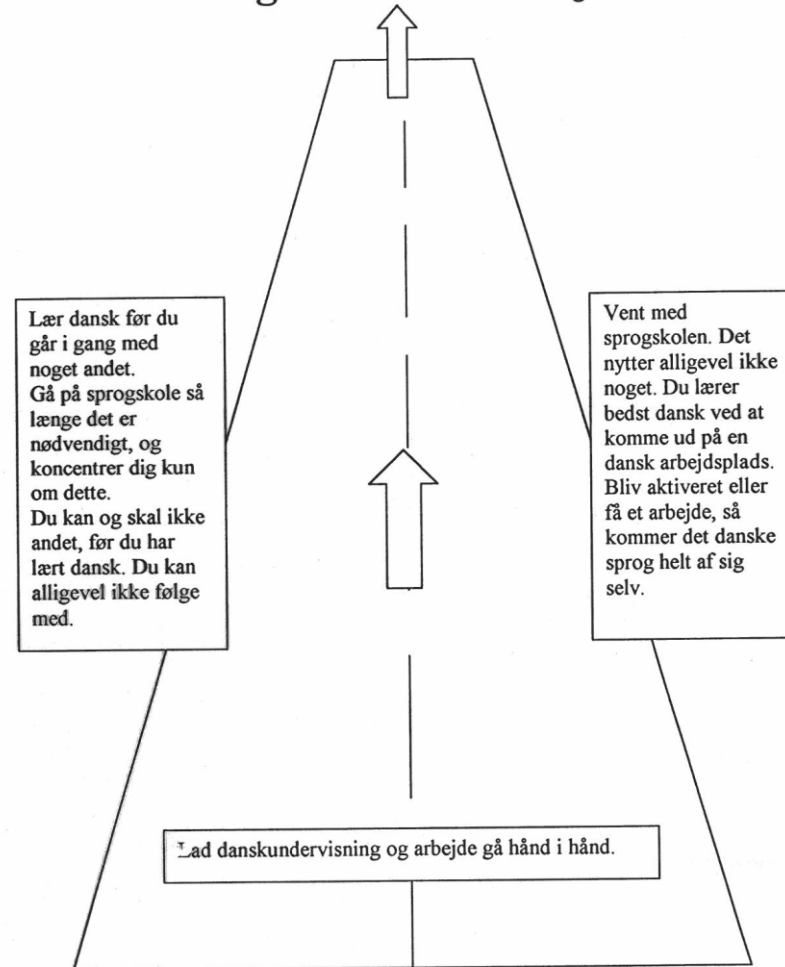 Lær dansk før du
går i gang med
noget andet.
Gå på sprogskole så
længe det er
nødvendigt, og
koncentrer dig kun
om dette.
Du kan og skal ikke
andet, før du har
lært dansk. Du kan
alligevel ikke følge
med.
Vent med
sprogskolen. Det
nytter alligevel ikke
noget. Du lærer
bedst dansk ved at
komme ud på en
dansk arbejdsplads.
Bliv aktiveret eller
få et arbejde, så
kommer det danske
sprog helt af sig
selv.
Lad danskundervisning og arbejde gå hånd i hånd.